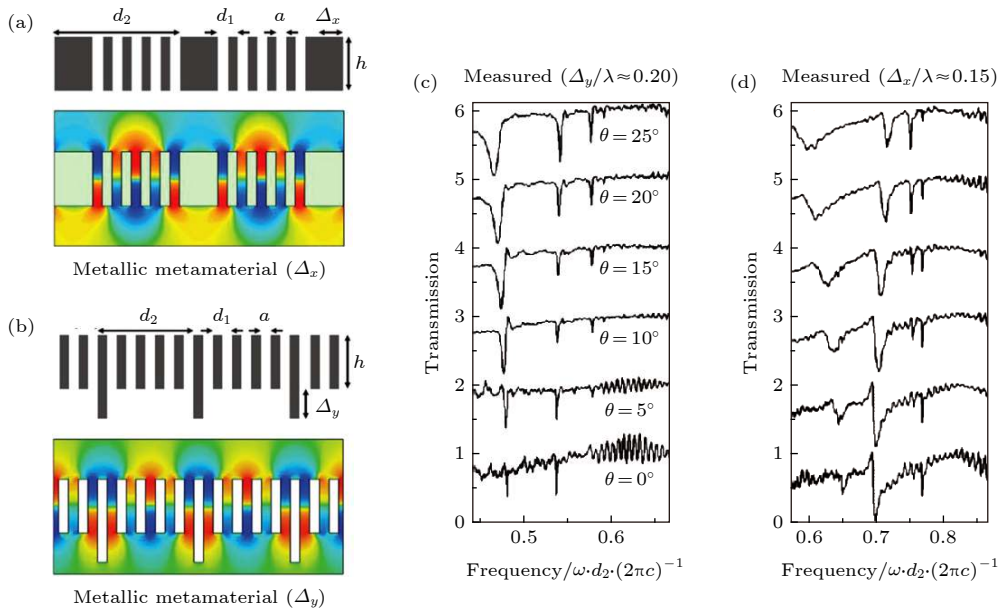 (a)
d₂ d₁ a Δₓ
h
Metallic metamaterial (Δₓ)
(b)
d₂ d₁ a
h
Δᵧ
Metallic metamaterial (Δᵧ)
(c) Measured (Δᵧ/λ≈0.20)
6
θ=25°
5
θ=20°
4
θ=15°
3
θ=10°
2
θ=5°
1
θ=0°
0
0.5 0.6
Transmission
Frequency/ω·d₂·(2πc)⁻¹
(d) Measured (Δₓ/λ≈0.15)
6
5
4
3
2
1
0
0.6 0.7 0.8
Transmission
Frequency/ω·d₂·(2πc)⁻¹